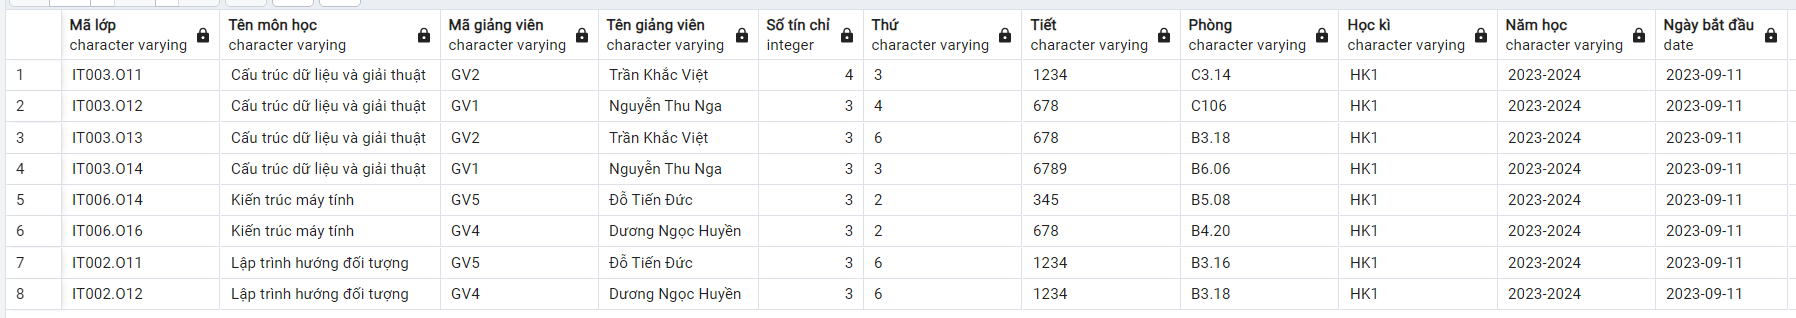 Mã lớp Tên môn học Mã giảng viên Tên giảng viên Số tín chỉ Thứ Tiết Phòng Học kì Năm học Ngày bắt đầu
character varying character varying character varying character varying integer character varying character varying character varying character varying character varying date
1 IT003.O11 Cấu trúc dữ liệu và giải thuật GV2 Trần Khắc Việt 4 3 1234 C3.14 HK1 2023-2024 2023-09-11
2 IT003.O12 Cấu trúc dữ liệu và giải thuật GV1 Nguyễn Thu Nga 3 4 678 C106 HK1 2023-2024 2023-09-11
3 IT003.O13 Cấu trúc dữ liệu và giải thuật GV2 Trần Khắc Việt 3 6 678 B3.18 HK1 2023-2024 2023-09-11
4 IT003.O14 Cấu trúc dữ liệu và giải thuật GV1 Nguyễn Thu Nga 3 3 6789 B6.06 HK1 2023-2024 2023-09-11
5 IT006.O14 Kiến trúc máy tính GV5 Đỗ Tiến Đức 3 2 345 B5.08 HK1 2023-2024 2023-09-11
6 IT006.O16 Kiến trúc máy tính GV4 Dương Ngọc Huyền 3 2 678 B4.20 HK1 2023-2024 2023-09-11
7 IT002.O11 Lập trình hướng đối tượng GV5 Đỗ Tiến Đức 3 6 1234 B3.16 HK1 2023-2024 2023-09-11
8 IT002.O12 Lập trình hướng đối tượng GV4 Dương Ngọc Huyền 3 6 1234 B3.18 HK1 2023-2024 2023-09-11